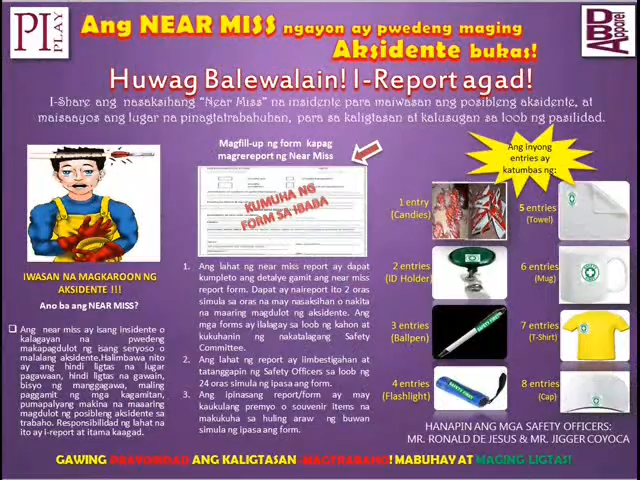 PI
PLAY
Ang NEAR MISS ngayon ay pwedeng maging
Aksidente bukas!
DBA
Apparel
Huwag Balewalain! I-Report agad!
I-Share ang nasaksihang “Near Miss” na insidente para maiwasan ang posibleng aksidente, at
maisaayos ang lugar na pinagtatrabahuhan, para sa kaligtasan at kalusugan sa loob ng pasilidad.
IWASAN NA MAGKAROON NG
AKSIDENTE !!!
Ano ba ang NEAR MISS?
Ang near miss ay isang insidente o
kalagayan na pwedeng
makapagdulot ng isang seryoso o
malalang aksidente.Halimbawa nito
ay ang hindi ligtas na lugar
pagawaan, hindi ligtas na gawain,
bisyo ng manggagawa, maling
paggamit ng mga kagamitan,
pumapalyang makina na maaaring
magdulot ng posibleng aksidente sa
trabaho. Responsibilidad ng lahat na
ito ay i-report at itama kaagad.
Magfill-up ng form kapag
magrereport ng Near Miss
KUMUHA NG
FORM SA IBABA
1. Ang lahat ng near miss report ay dapat
kumpleto ang detalye gamit ang near miss
report form. Dapat ay naireport ito 2 oras
simula sa oras na may nasaksihan o nakita
na maaring magdulot ng aksidente. Ang
mga forms ay ilalagay sa loob ng kahon at
kukuhanin ng nakatalagang Safety
Committee.
2. Ang lahat ng report ay iimbestigahan at
tatanggapin ng Safety Officers sa loob ng
24 oras simula ng ipasa ang form.
3. Ang ipinasang report/form ay may
kaukulang premyo o souvenir items na
makukuha sa huling araw ng buwan
simula ng ipasa ang form.
Ang inyong
entries ay
katumbas ng:
1 entry
(Candies)
2 entries
(ID Holder)
3 entries
(Ballpen)
4 entries
(Flashlight)
5 entries
(Towel)
6 entries
(Mug)
7 entries
(T-Shirt)
8 entries
(Cap)
SAFETY FIRST
HANAPIN ANG MGA SAFETY OFFICERS:
MR. RONALD DE JESUS & MR. JIGGER COYOCA
GAWING PRAYORIDAD ANG KALIGTASAN MAGTRABAHO! MABUHAY AT MAGING LIGTAS!